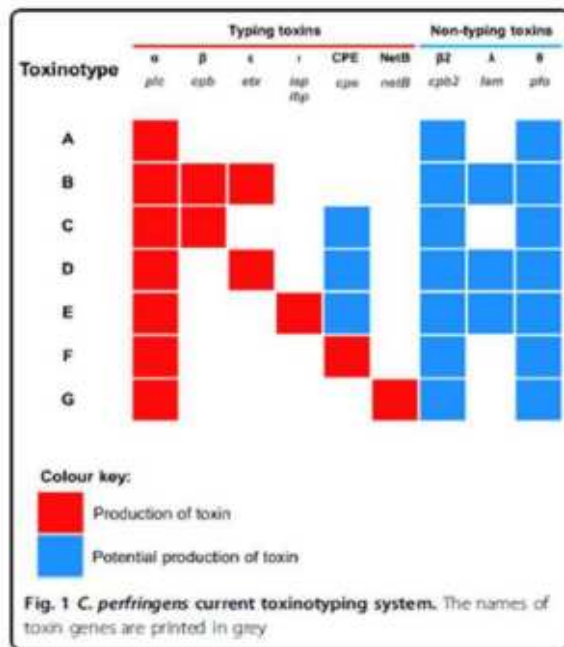 Typing toxins Non-typing toxins
Toxinotype α β ε ι CPE NetB β2 λ θ
plc cpb etx iap cpe netB cpb2 lam pfo
ibp
A
B
C
D
E
F
G
Colour key:
Production of toxin
Potential production of toxin
Fig. 1 C. perfringens current toxinotyping system. The names of
toxin genes are printed in grey